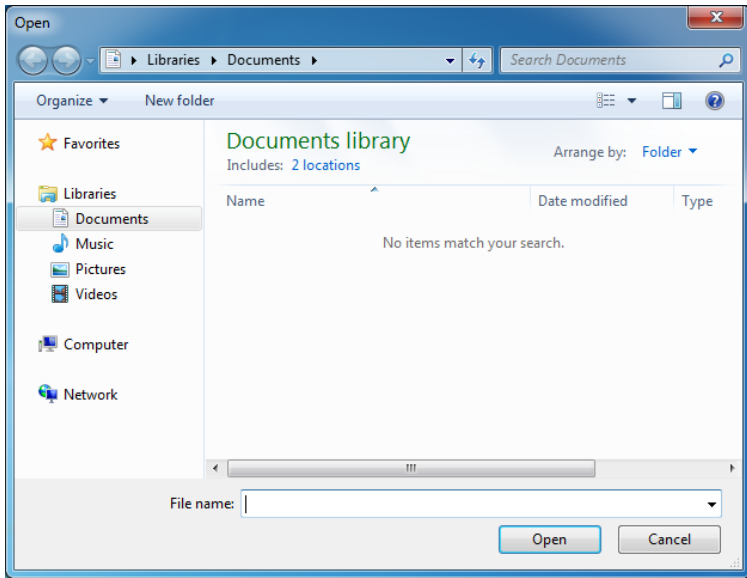 Open
Libraries Documents
Search Documents
Organize New folder
Favorites
Libraries
Documents
Music
Pictures
Videos
Computer
Network
Documents library
Includes: 2 locations
Arrange by: Folder
Name Date modified Type
No items match your search.
File name:
Open Cancel